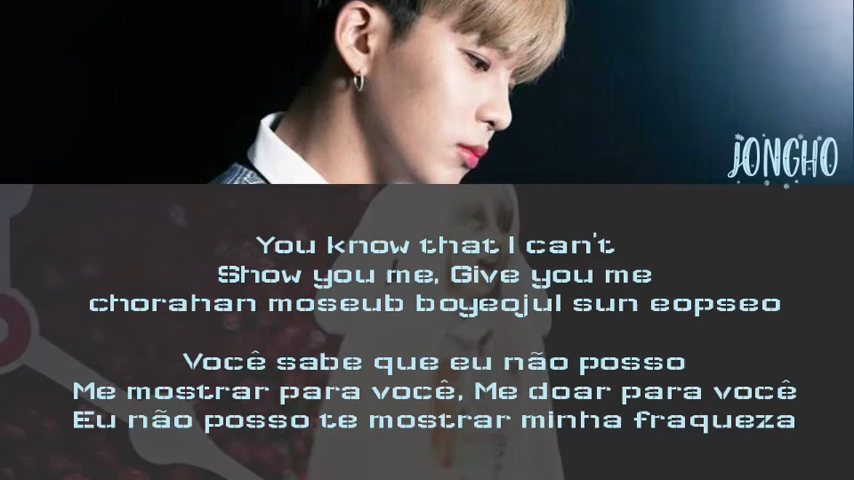 JONGHO
You know that I can't
Show you me, Give you me
chorahan moseub boyeojul sun eopseo
Você sabe que eu não posso
Me mostrar para você, Me doar para você
Eu não posso te mostrar minha fraqueza